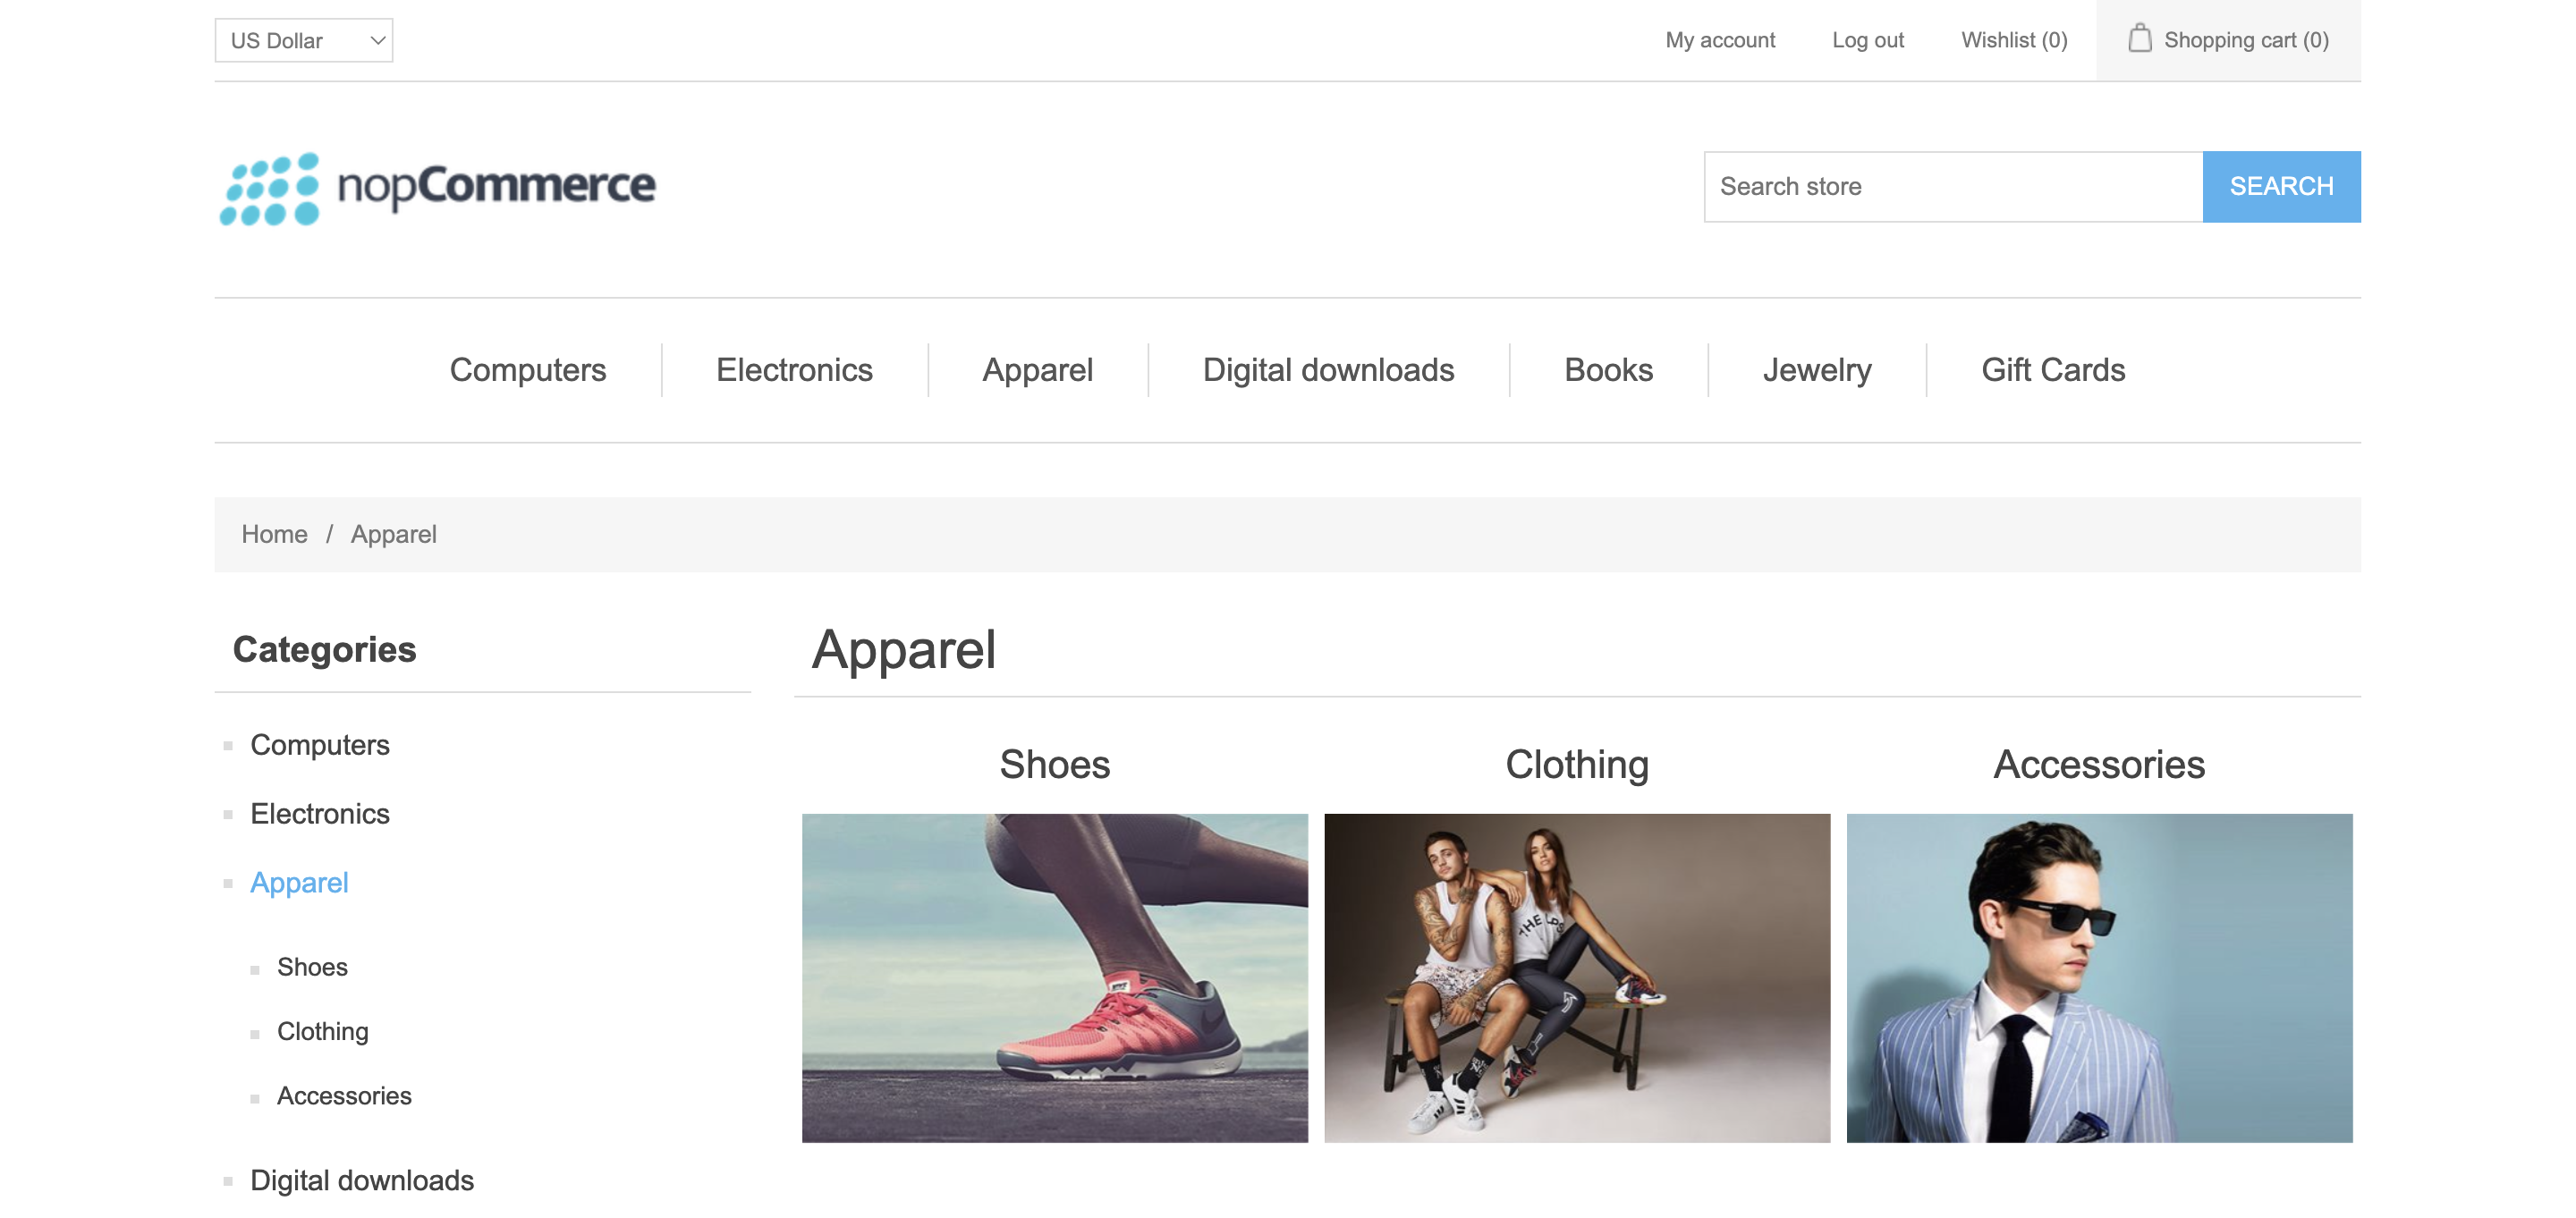 US Dollar
My account
Log out
Wishlist (0)
Shopping cart (0)
nopCommerce
Search store
SEARCH
Computers
Electronics
Apparel
Digital downloads
Books
Jewelry
Gift Cards
Home / Apparel
Categories
Computers
Electronics
Apparel
Shoes
Clothing
Accessories
Digital downloads
Apparel
Shoes
Clothing
Accessories